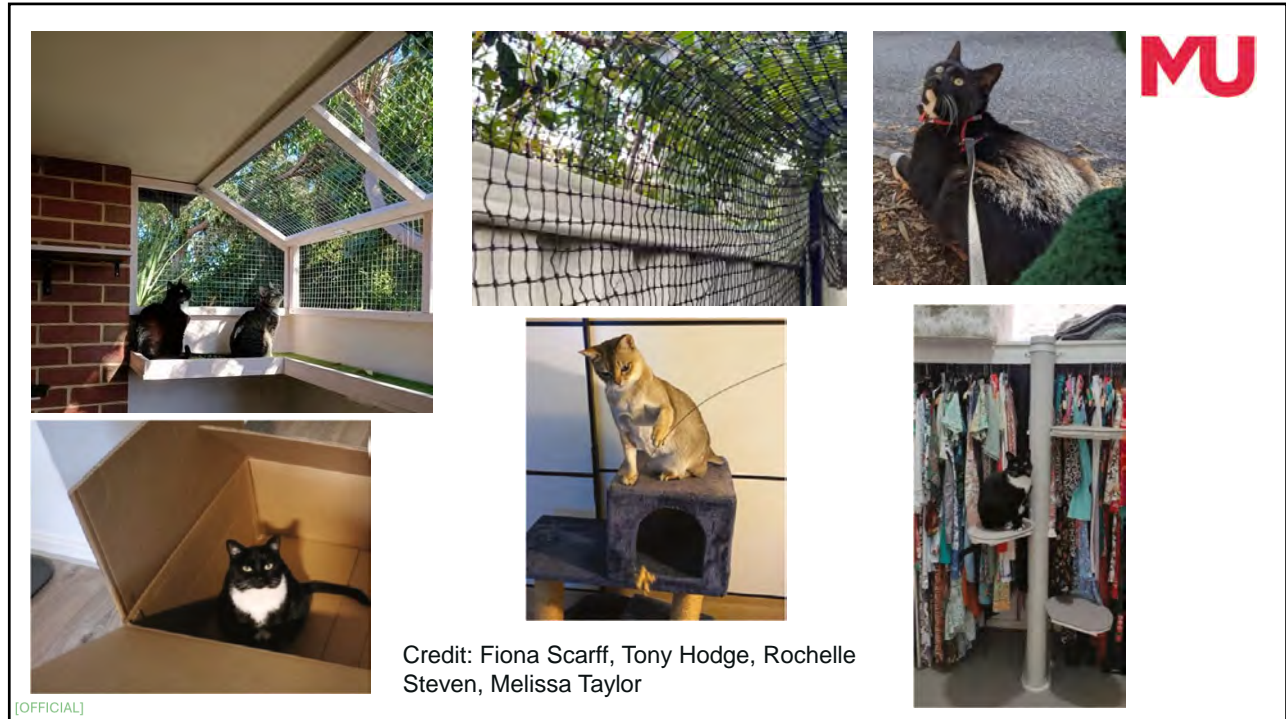 MU
Credit: Fiona Scarff, Tony Hodge, Rochelle
Steven, Melissa Taylor
[OFFICIAL]